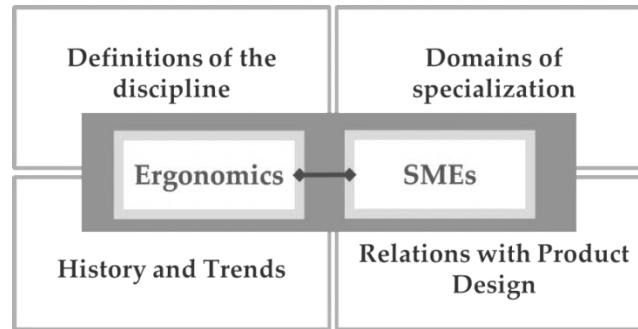 Definitions of the
discipline
Domains of
specialization
Ergonomics
SMEs
History and Trends
Relations with Product
Design